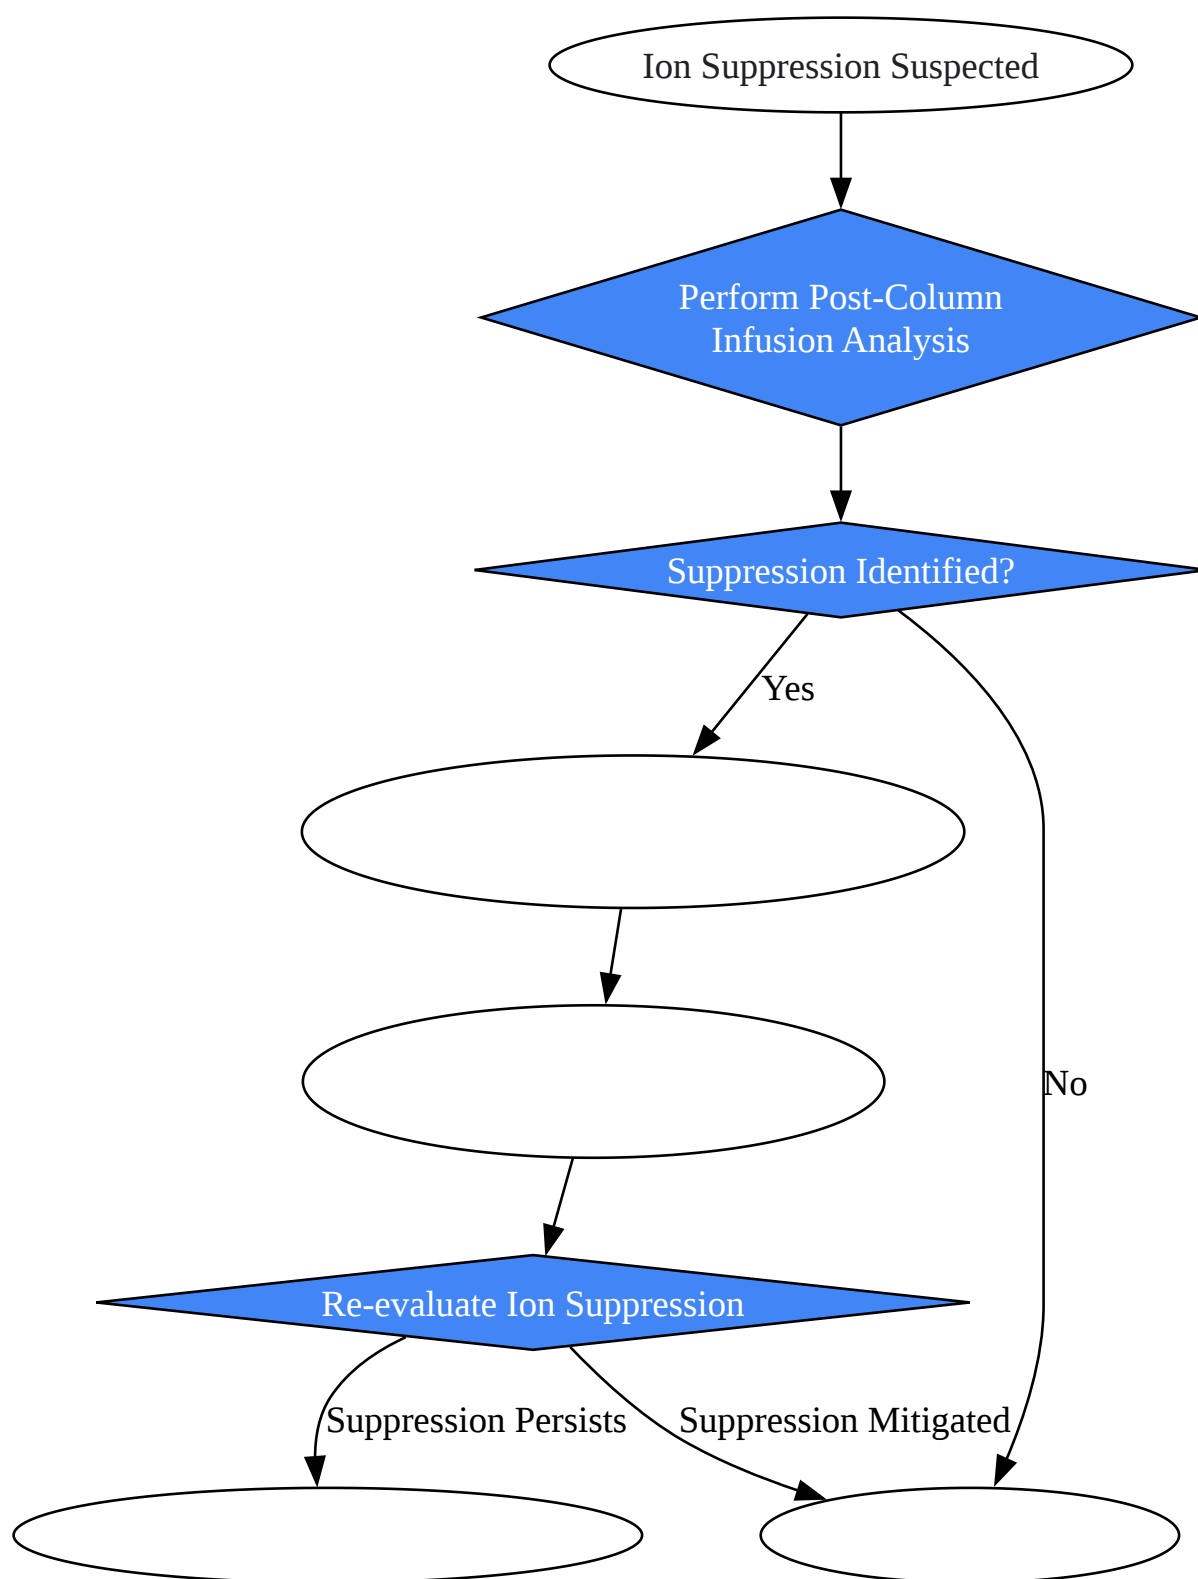 Ion Suppression Suspected
Perform Post-Column
Infusion Analysis
Suppression Identified?
Yes
No
Re-evaluate Ion Suppression
Suppression Persists
Suppression Mitigated